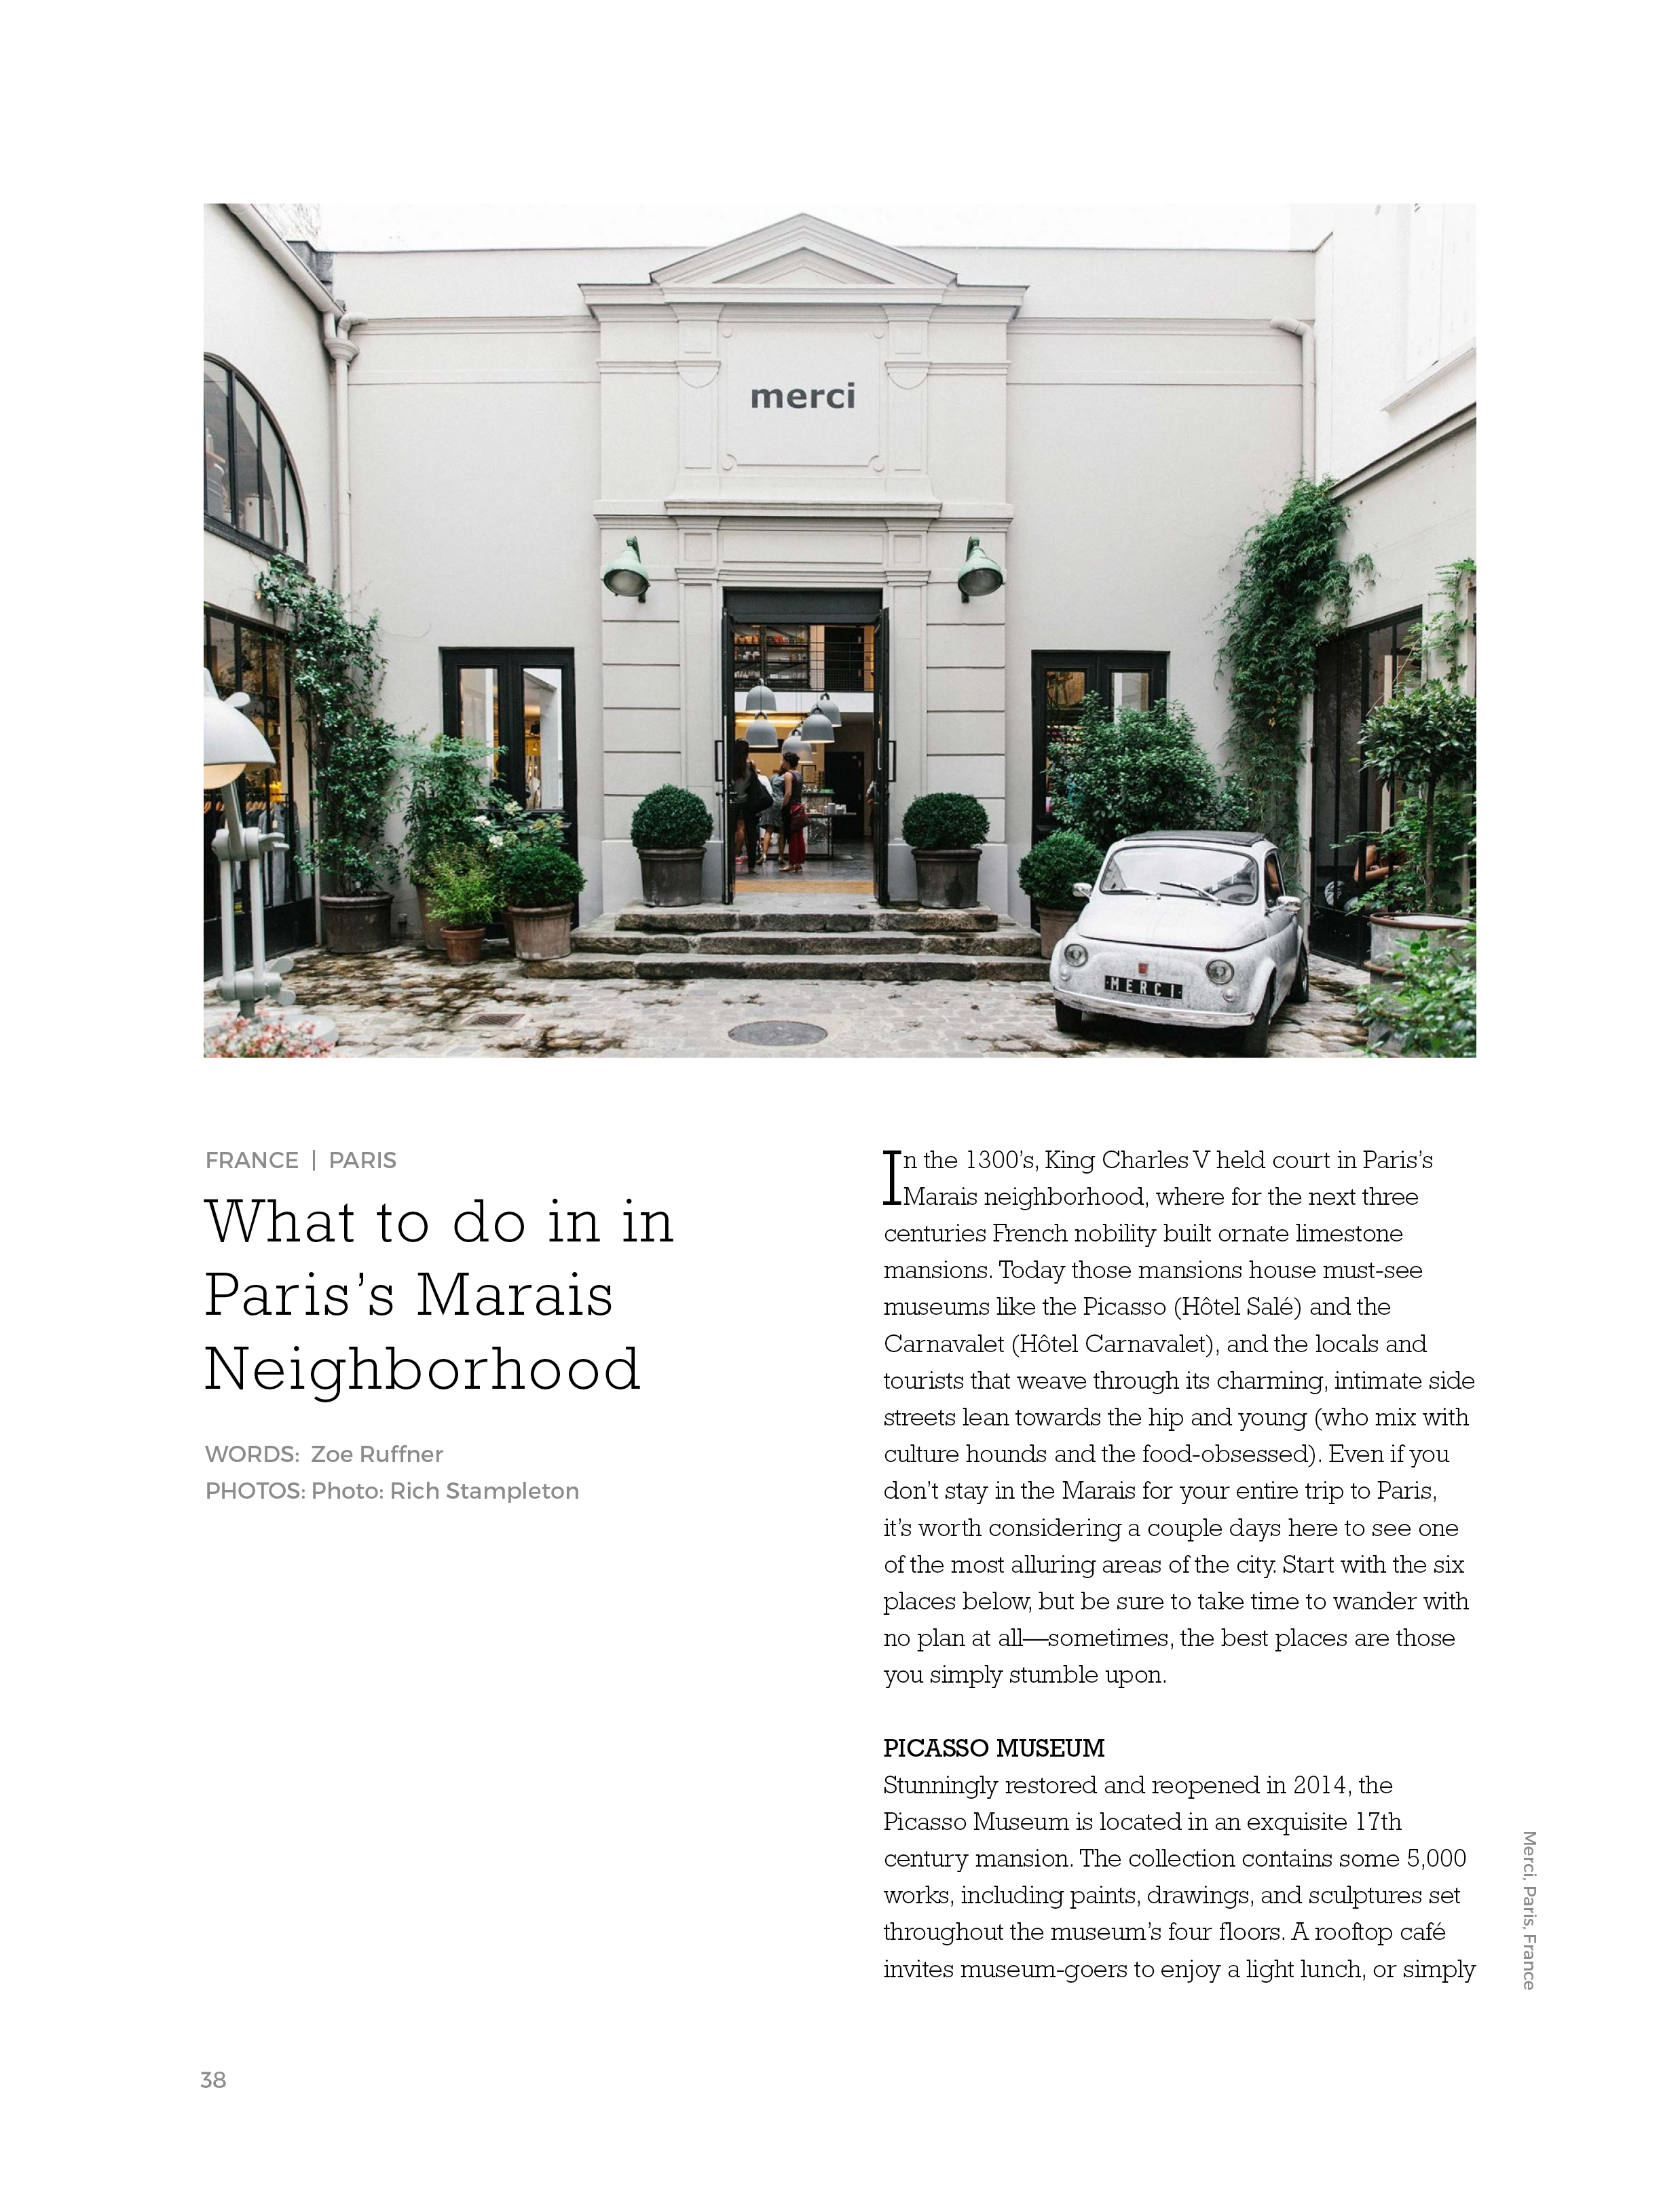 merci
MERCI
FRANCE | PARIS
What to do in in
Paris’s Marais
Neighborhood
WORDS: Zoe Ruffner
PHOTOS: Photo: Rich Stampleton
In the 1300’s, King Charles V held court in Paris’s
Marais neighborhood, where for the next three
centuries French nobility built ornate limestone
mansions. Today those mansions house must-see
museums like the Picasso (Hôtel Salé) and the
Carnavalet (Hôtel Carnavalet), and the locals and
tourists that weave through its charming, intimate side
streets lean towards the hip and young (who mix with
culture hounds and the food-obsessed). Even if you
don’t stay in the Marais for your entire trip to Paris,
it’s worth considering a couple days here to see one
of the most alluring areas of the city. Start with the six
places below, but be sure to take time to wander with
no plan at all—sometimes, the best places are those
you simply stumble upon.
PICASSO MUSEUM
Stunningly restored and reopened in 2014, the
Picasso Museum is located in an exquisite 17th
century mansion. The collection contains some 5,000
works, including paints, drawings, and sculptures set
throughout the museum’s four floors. A rooftop café
invites museum-goers to enjoy a light lunch, or simply
Merci, Paris, France
38